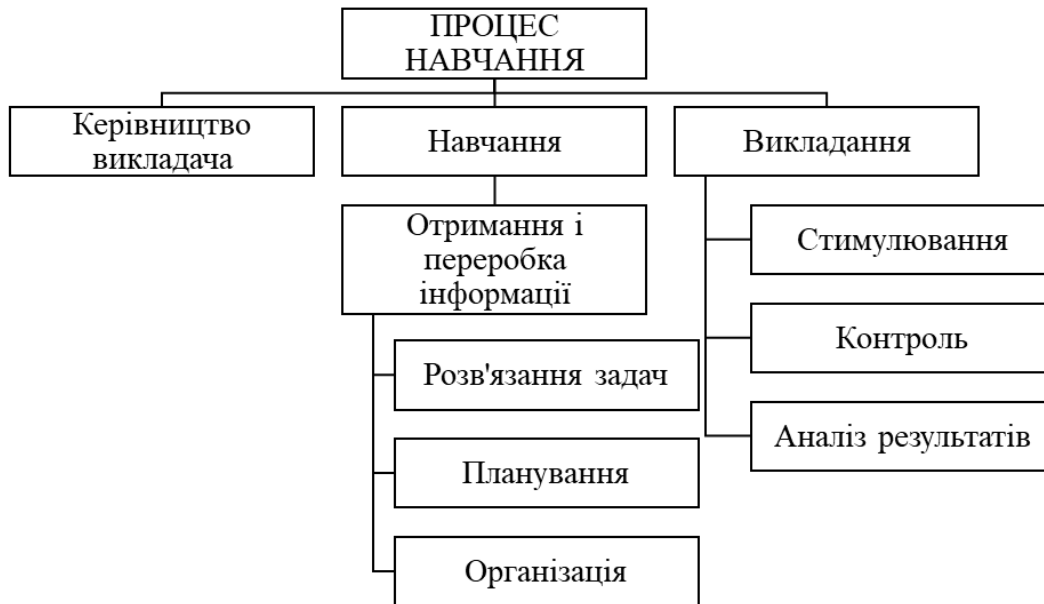 ПРОЦЕС
НАВЧАННЯ
Керівництво
викладача
Навчання
Викладання
Отримання і
переробка
інформації
Розв'язання задач
Планування
Організація
Стимулювання
Контроль
Аналіз результатів